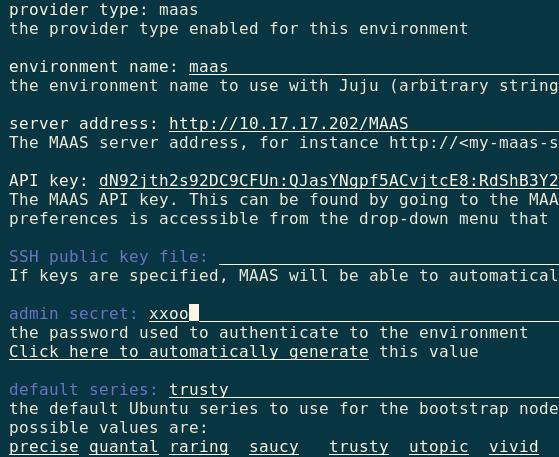 provider type: maas
the provider type enabled for this environment
environment name: maas
the environment name to use with Juju (arbitrary string
server address: http://10.17.17.202/MAAS
The MAAS server address, for instance http://<my-maas-s
API key: dN92jth2s92DC9CFUn:QJasYNgpf5ACvjtcE8:RdShB3Y2
The MAAS API key. This can be found by going to the MAA
preferences is accessible from the drop-down menu that
SSH public key file:
If keys are specified, MAAS will be able to automatical
admin secret: xxoo
the password used to authenticate to the environment
Click here to automatically generate this value
default series: trusty
the default Ubuntu series to use for the bootstrap node
possible values are:
precise quantal raring saucy trusty utopic vivid